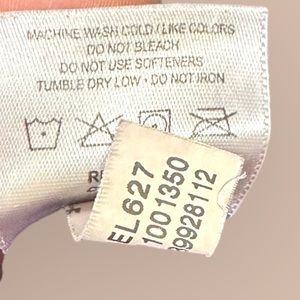 MACHINE WASH COLD / LIKE COLORS
DO NOT BLEACH
DO NOT USE SOFTENERS
TUMBLE DRY LOW · DO NOT IRON
EL627
1001350
9928112